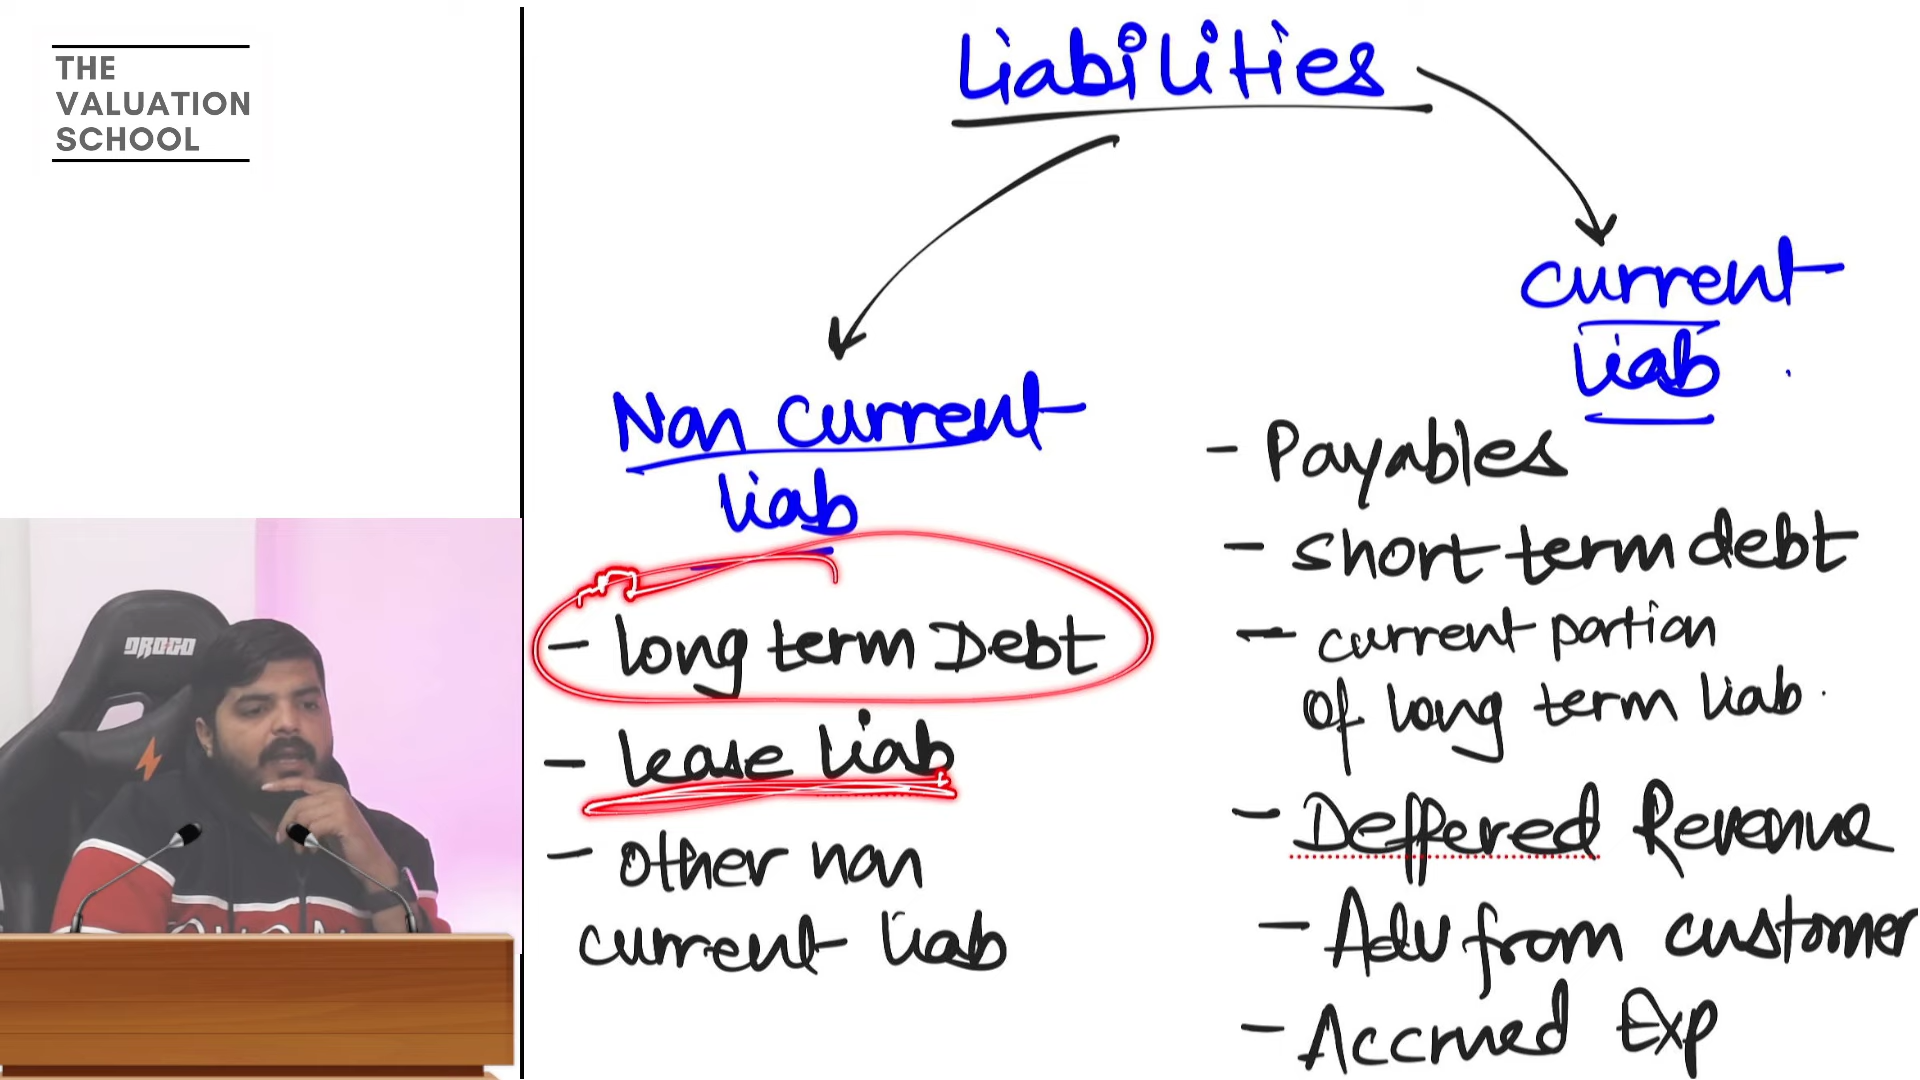 THE
VALUATION
SCHOOL
Liabilities
Non Current
liab
- long term Debt
- lease liab
- other non
current liab
current
liab
- Payables
- short term debt
- current portion
of long term liab.
- Deffered Revenue
- Adv from customer
- Accrued Exp
DROGO